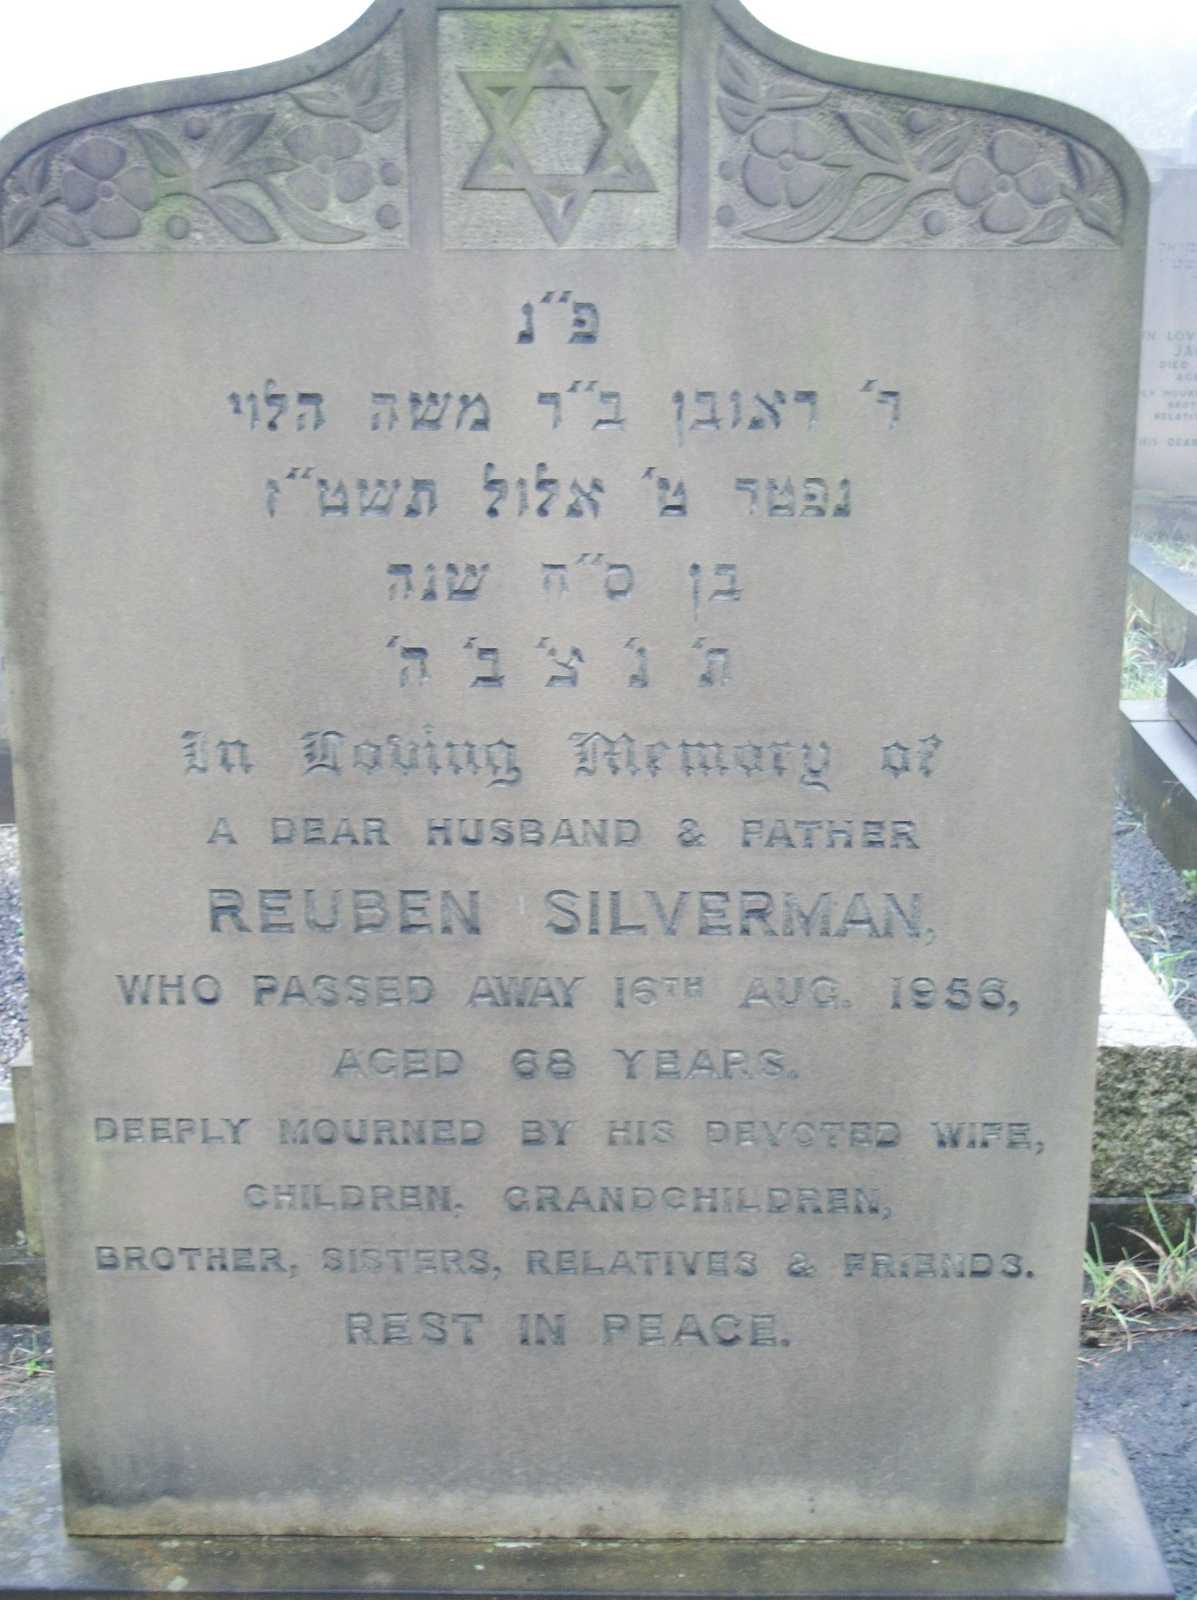 פ״נ
ר׳ ראובן ב״ר משה הלוי
נפטר ט׳ אלול תשט״ז
בן ס״ח שנה
ת׳ נ׳ צ׳ ב׳ ה׳
In Loving Memory of
A DEAR HUSBAND & FATHER
REUBEN SILVERMAN,
WHO PASSED AWAY 16TH AUG. 1956,
AGED 68 YEARS.
DEEPLY MOURNED BY HIS DEVOTED WIFE,
CHILDREN, GRANDCHILDREN,
BROTHER, SISTERS, RELATIVES & FRIENDS.
REST IN PEACE.